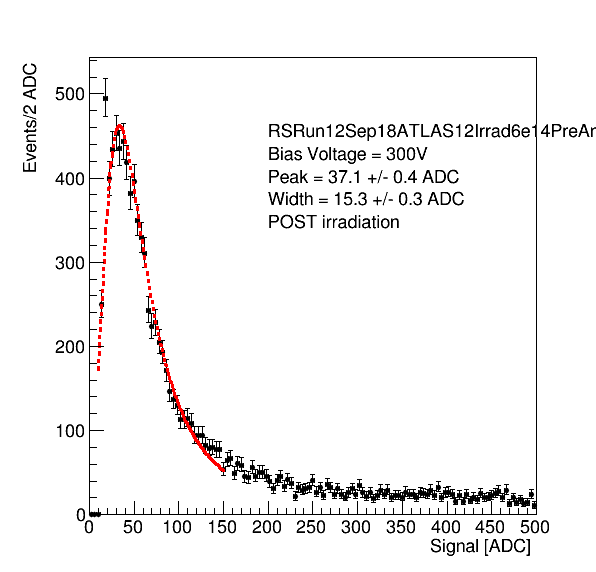 Events/2 ADC
500
400
300
200
100
0
RSRun12Sep18ATLAS12Irrad6e14PreAr
Bias Voltage = 300V
Peak = 37.1 +/- 0.4 ADC
Width = 15.3 +/- 0.3 ADC
POST irradiation
0 50 100 150 200 250 300 350 400 450 500
Signal [ADC]